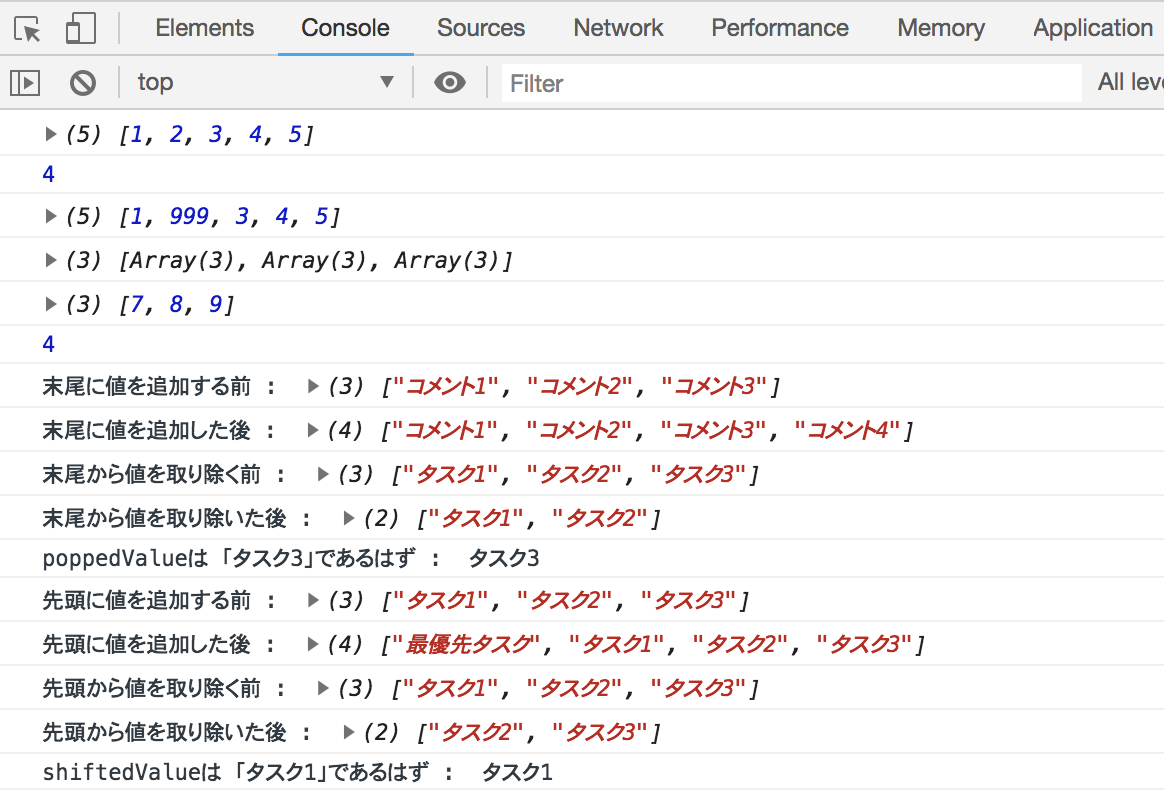 Elements Console Sources Network Performance Memory Application
top Filter All leve
(5) [1, 2, 3, 4, 5]
4
(5) [1, 999, 3, 4, 5]
(3) [Array(3), Array(3), Array(3)]
(3) [7, 8, 9]
4
末尾に値を追加する前 : (3) ["コメント1", "コメント2", "コメント3"]
末尾に値を追加した後 : (4) ["コメント1", "コメント2", "コメント3", "コメント4"]
末尾から値を取り除く前 : (3) ["タスク1", "タスク2", "タスク3"]
末尾から値を取り除いた後 : (2) ["タスク1", "タスク2"]
poppedValueは「タスク3」であるはず : タスク3
先頭に値を追加する前 : (3) ["タスク1", "タスク2", "タスク3"]
先頭に値を追加した後 : (4) ["最優先タスク", "タスク1", "タスク2", "タスク3"]
先頭から値を取り除く前 : (3) ["タスク1", "タスク2", "タスク3"]
先頭から値を取り除いた後 : (2) ["タスク2", "タスク3"]
shiftedValueは「タスク1」であるはず : タスク1